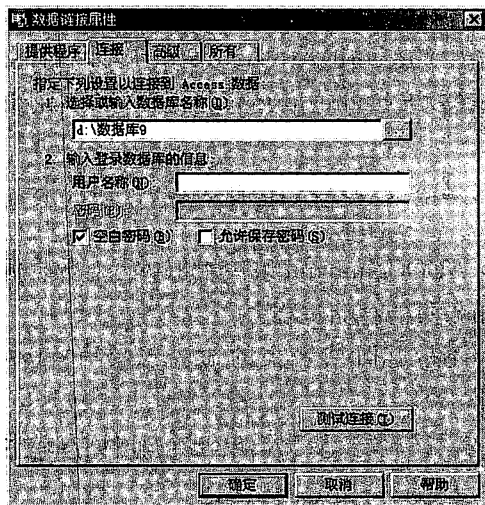 数据链接属性
提供程序 连接 高级 所有
指定下列设置以连接到 Access 数据
1. 选择或输入数据库名称(D):
d:\数据库9
...
2. 输入登录数据库的信息:
用户名称(N):
密码(P):
空白密码(B) 允许保存密码(S)
测试连接(T)
确定 取消 帮助